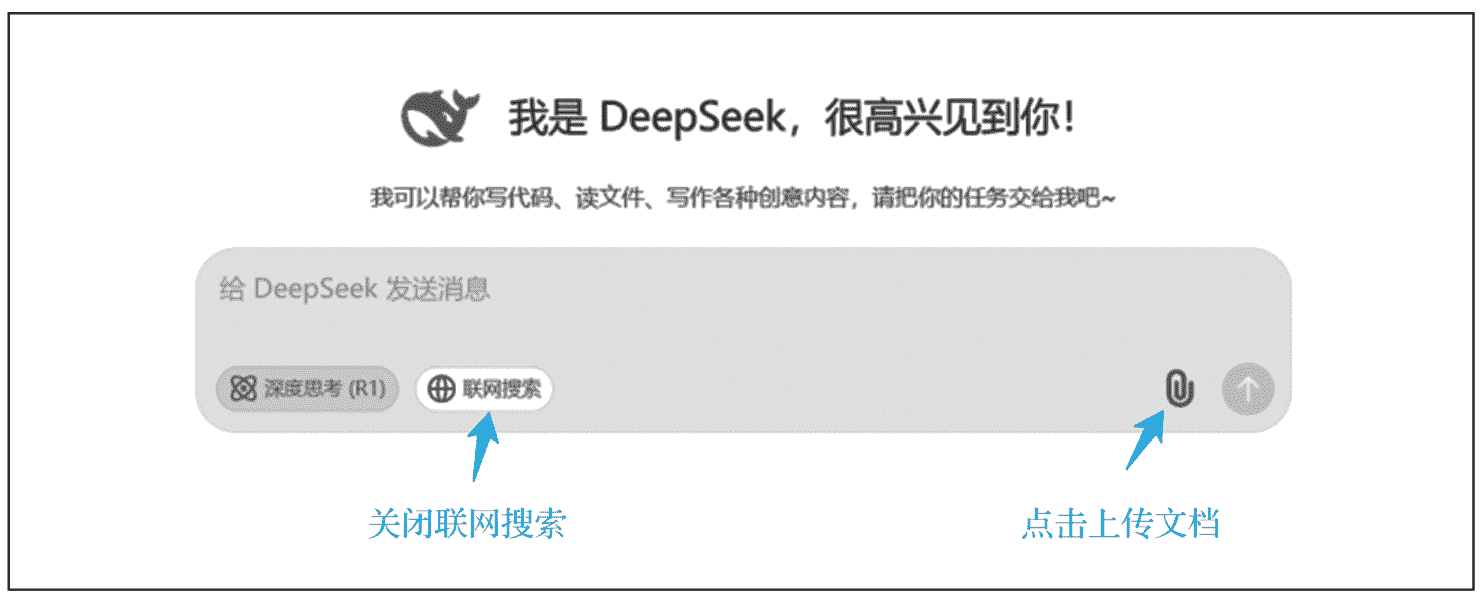 我是 DeepSeek，很高兴见到你！
我可以帮你写代码、读文件、写作各种创意内容，请把你的任务交给我吧~
给 DeepSeek 发送消息
深度思考 (R1) 联网搜索
关闭联网搜索 点击上传文档